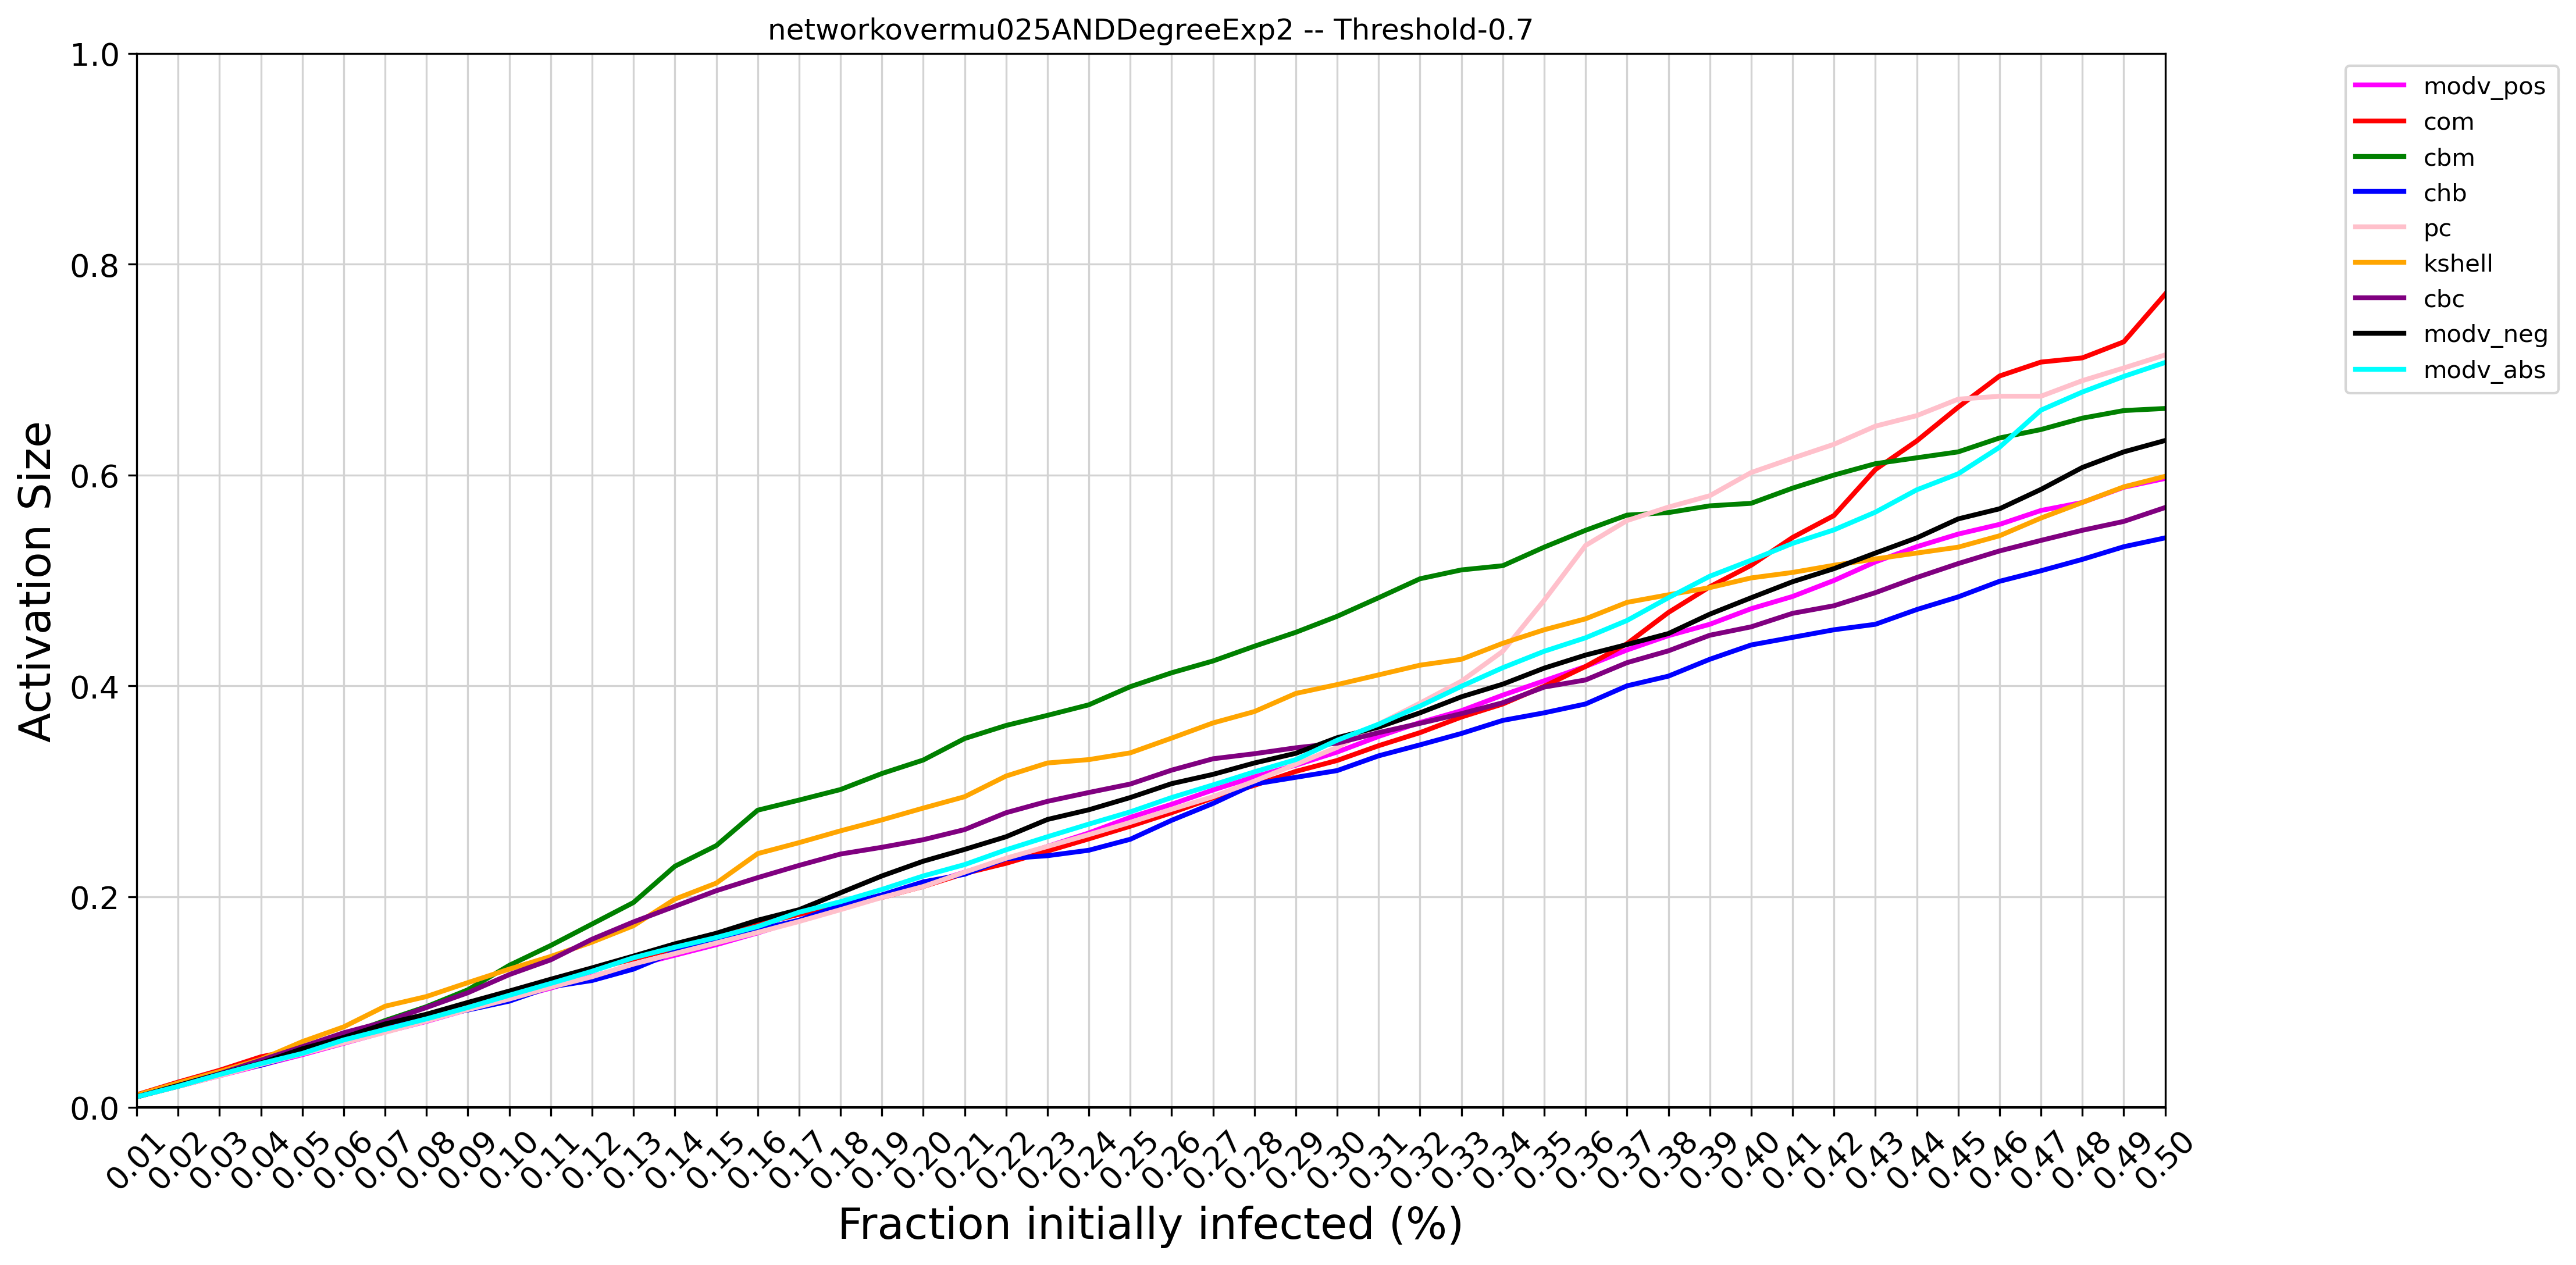 networkovermu025ANDDegreeExp2 -- Threshold-0.7
1.0
0.8
0.6
0.4
0.2
0.0
Activation Size
0.01 0.02 0.03 0.04 0.05 0.06 0.07 0.08 0.09 0.10 0.11 0.12 0.13 0.14 0.15 0.16 0.17 0.18 0.19 0.20 0.21 0.22 0.23 0.24 0.25 0.26 0.27 0.28 0.29 0.30 0.31 0.32 0.33 0.34 0.35 0.36 0.37 0.38 0.39 0.40 0.41 0.42 0.43 0.44 0.45 0.46 0.47 0.48 0.49 0.50
Fraction initially infected (%)
modv_pos
com
cbm
chb
pc
kshell
cbc
modv_neg
modv_abs